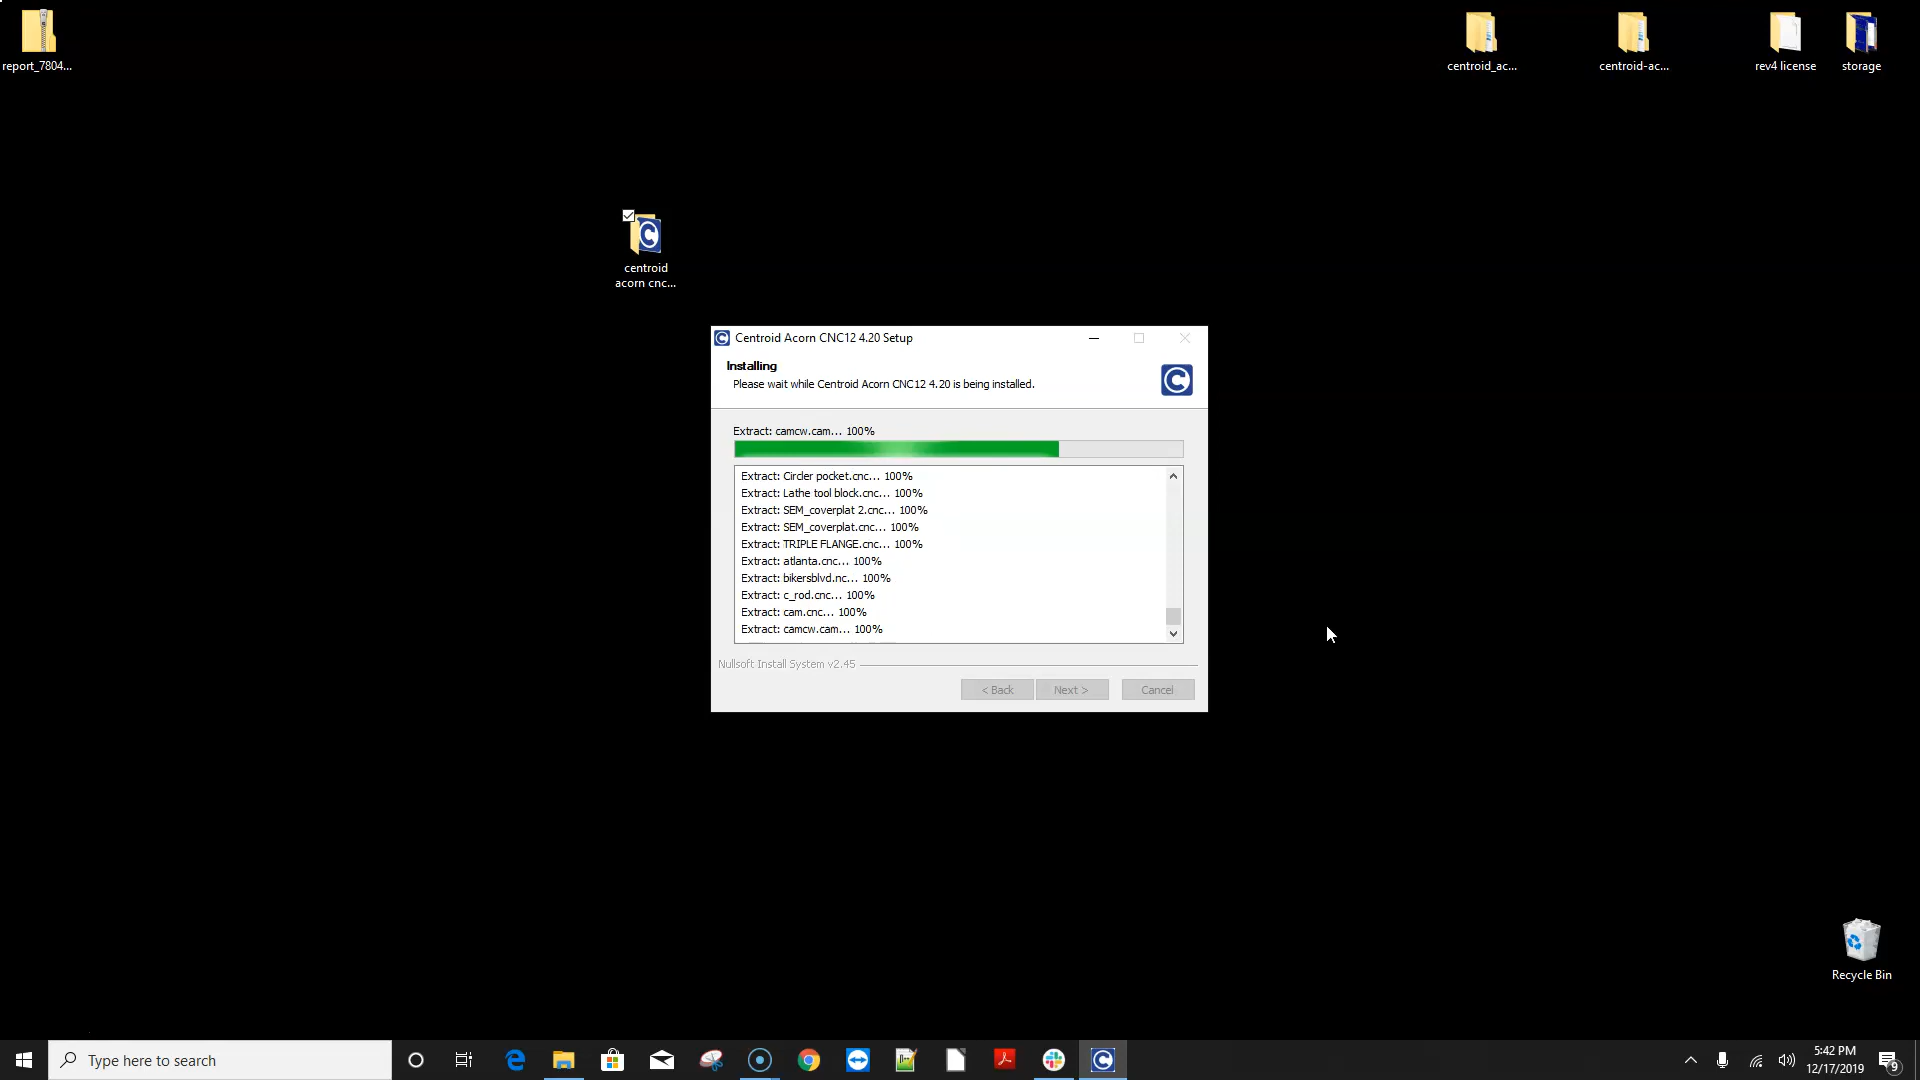 report_7804...
centroid_ac...
centroid-ac...
rev4 license
storage
centroid
acorn cnc...
Centroid Acorn CNC12 4.20 Setup
Installing
Please wait while Centroid Acorn CNC12 4.20 is being installed.
Extract: camcw.cam... 100%
Extract: Circler pocket.cnc... 100%
Extract: Lathe tool block.cnc... 100%
Extract: SEM_coverplat 2.cnc... 100%
Extract: SEM_coverplat.cnc... 100%
Extract: TRIPLE FLANGE.cnc... 100%
Extract: atlanta.cnc... 100%
Extract: bikersblvd.nc... 100%
Extract: c_rod.cnc... 100%
Extract: cam.cnc... 100%
Extract: camcw.cam... 100%
Nullsoft Install System v2.45
< Back
Next >
Cancel
Recycle Bin
Type here to search
5:42 PM
12/17/2019
9